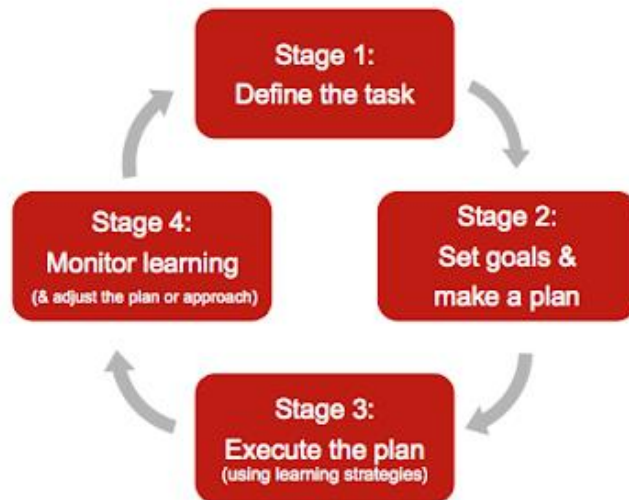 Stage 1:
Define the task
Stage 2:
Set goals &
make a plan
Stage 3:
Execute the plan
(using learning strategies)
Stage 4:
Monitor learning
(& adjust the plan or approach)